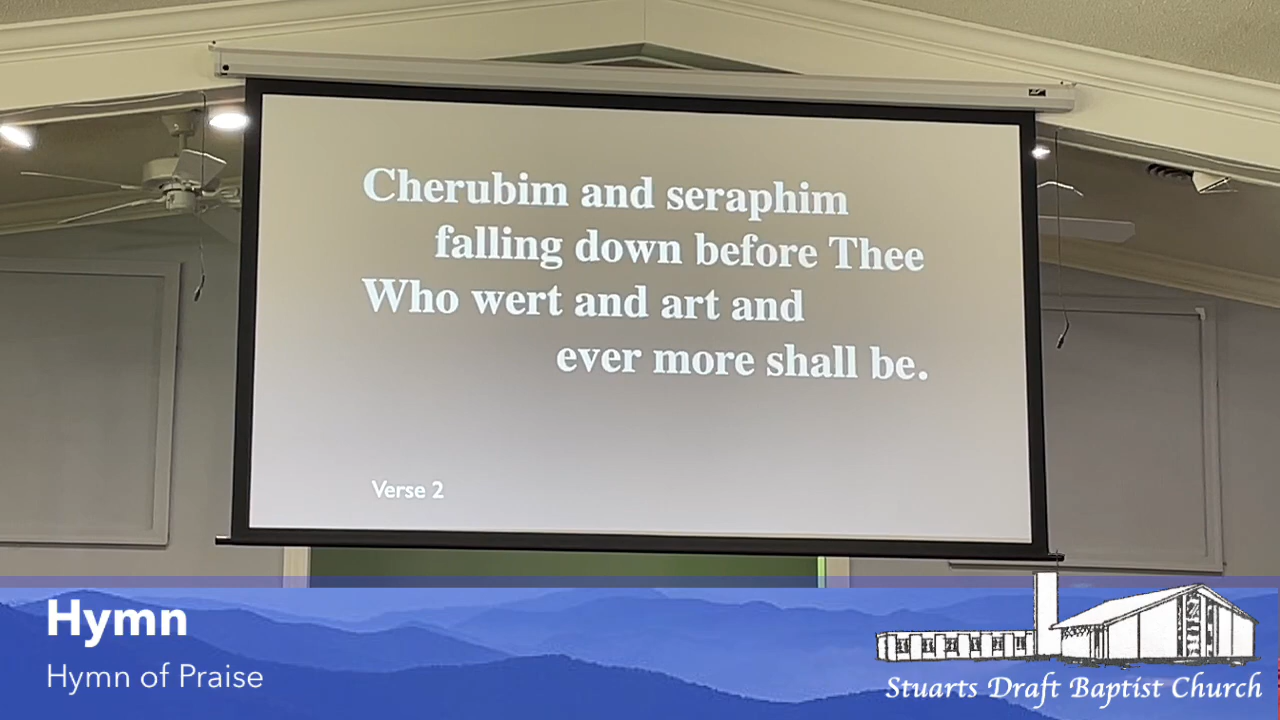 Cherubim and seraphim
falling down before Thee
Who wert and art and
ever more shall be.
Verse 2
Hymn
Hymn of Praise
Stuarts Draft Baptist Church